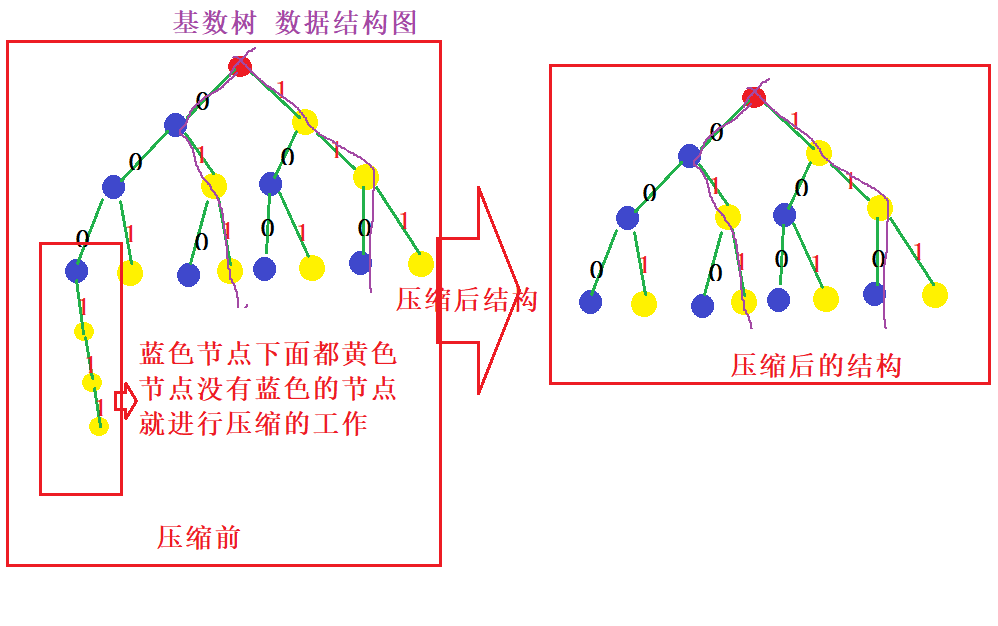 基数树 数据结构图
0 1
0 1 0 1
0 1 0 1 0 1 0 1
1
1
1
蓝色节点下面都黄色
节点没有蓝色的节点
就进行压缩的工作
压缩前
压缩后结构
0 1
0 1 0 1
0 1 0 1 0 1 0 1
压缩后的结构